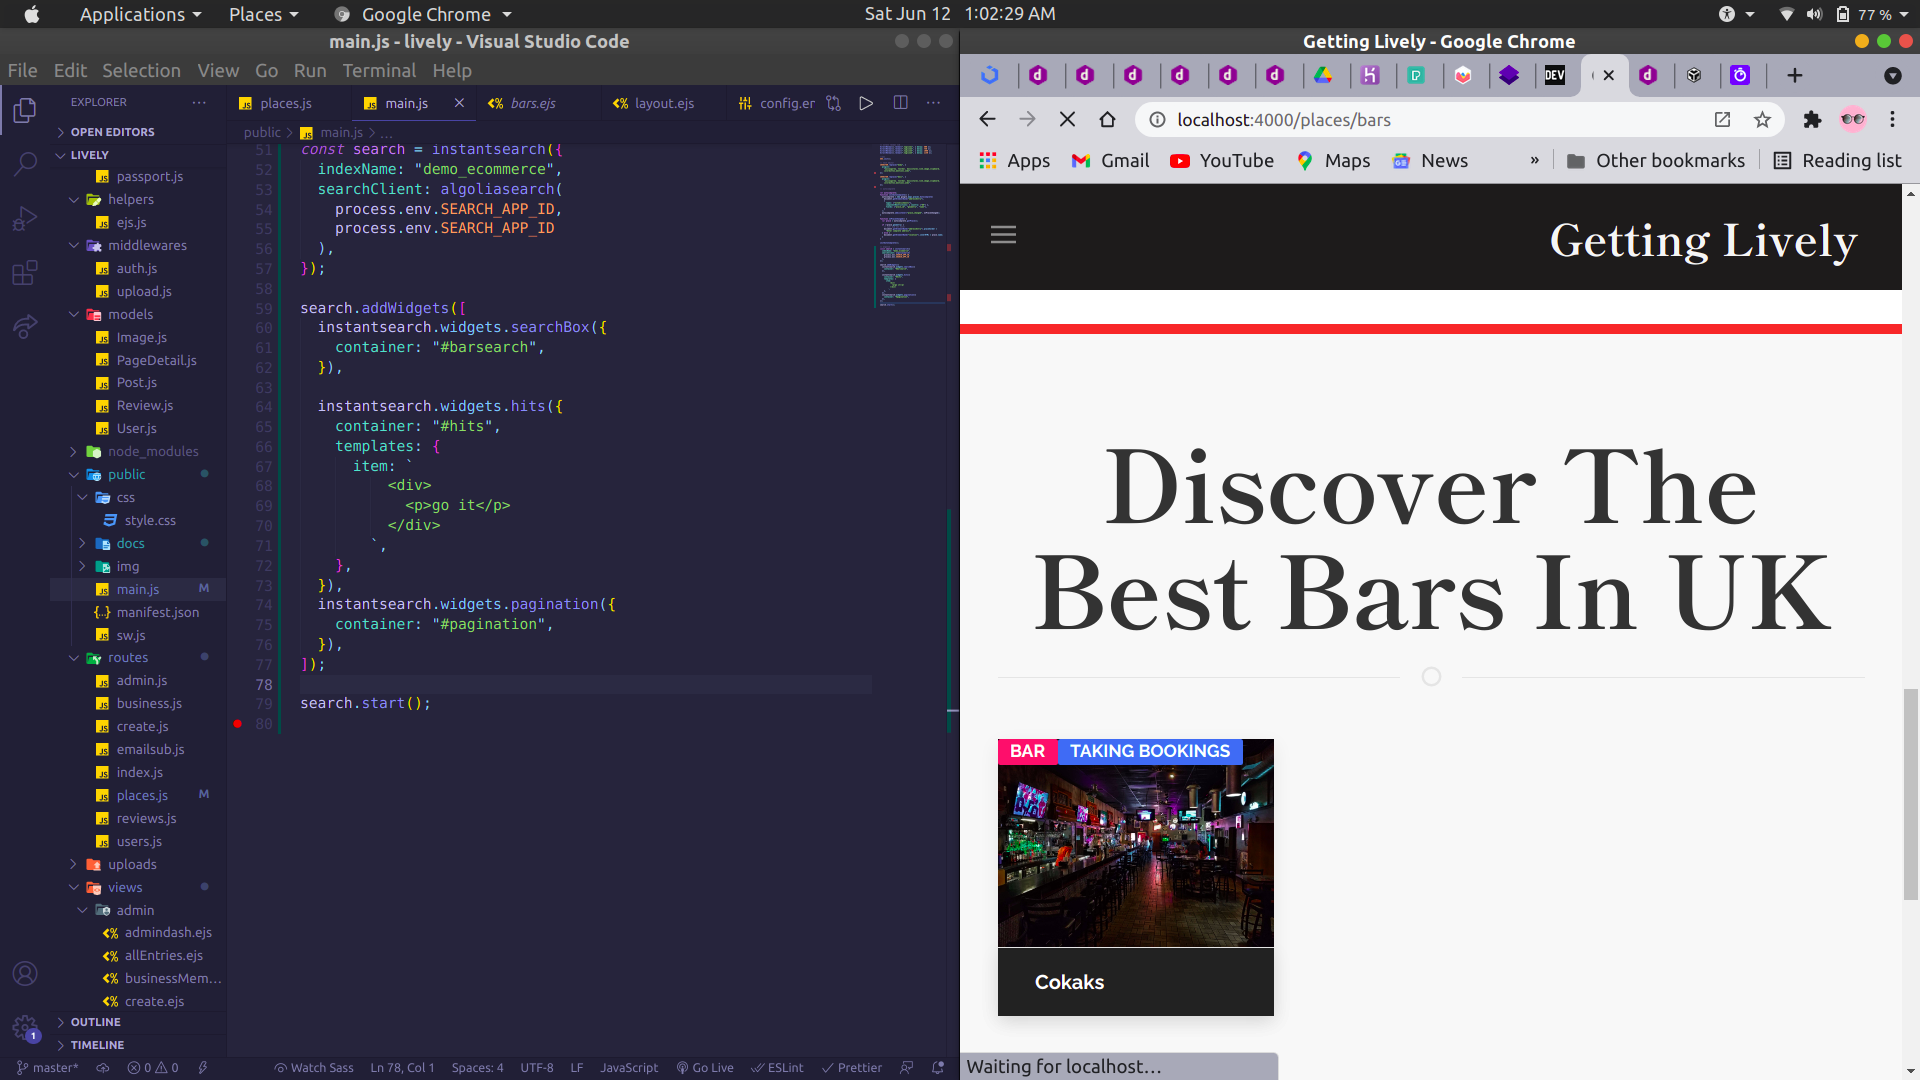 Applications
Places
Google Chrome
Sat Jun 12 1:02:29 AM
77 %
main.js - lively - Visual Studio Code
File Edit Selection View Go Run Terminal Help
EXPLORER
OPEN EDITORS
LIVELY
passport.js
helpers
ejs.js
middlewares
auth.js
upload.js
models
Image.js
PageDetail.js
Post.js
Review.js
User.js
node_modules
public
css
style.css
docs
img
main.js M
manifest.json
sw.js
routes
admin.js
business.js
create.js
emailsub.js
index.js
places.js M
reviews.js
users.js
uploads
views
admin
admindash.ejs
allEntries.ejs
businessMem...
create.ejs
OUTLINE
TIMELINE
1
places.js
main.js
bars.ejs
layout.ejs
config.er
public > main.js > ...
51 const search = instantsearch({
52 indexName: "demo_ecommerce",
53 searchClient: algoliasearch(
54 process.env.SEARCH_APP_ID,
55 process.env.SEARCH_APP_ID
56 ),
57 });
58
59 search.addWidgets([
60 instantsearch.widgets.searchBox({
61 container: "#barsearch",
62 }),
63
64 instantsearch.widgets.hits({
65 container: "#hits",
66 templates: {
67 item: `
68 <div>
69 <p>go it</p>
70 </div>
71 `,
72 },
73 }),
74 instantsearch.widgets.pagination({
75 container: "#pagination",
76 }),
77 ]);
78
79 search.start();
80
master*
0 0
Watch Sass
Ln 78, Col 1
Spaces: 4
UTF-8
LF
JavaScript
Go Live
ESLint
Prettier
Getting Lively - Google Chrome
DEV
localhost:4000/places/bars
Apps
Gmail
YouTube
Maps
News
»
Other bookmarks
Reading list
Getting Lively
Discover The
Best Bars In UK
BAR
TAKING BOOKINGS
Cokaks
Waiting for localhost...